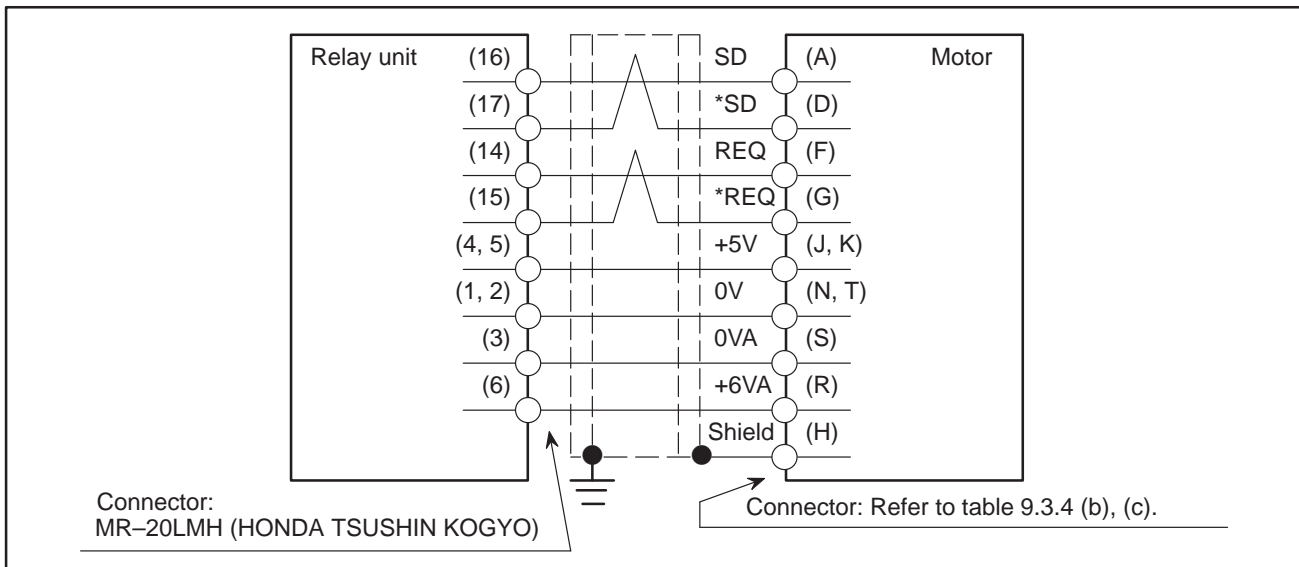 Relay unit (16) SD (A) Motor
(17) *SD (D)
(14) REQ (F)
(15) *REQ (G)
(4, 5) +5V (J, K)
(1, 2) 0V (N, T)
(3) 0VA (S)
(6) +6VA (R)
Shield (H)
Connector:
MR–20LMH (HONDA TSUSHIN KOGYO)
Connector: Refer to table 9.3.4 (b), (c).